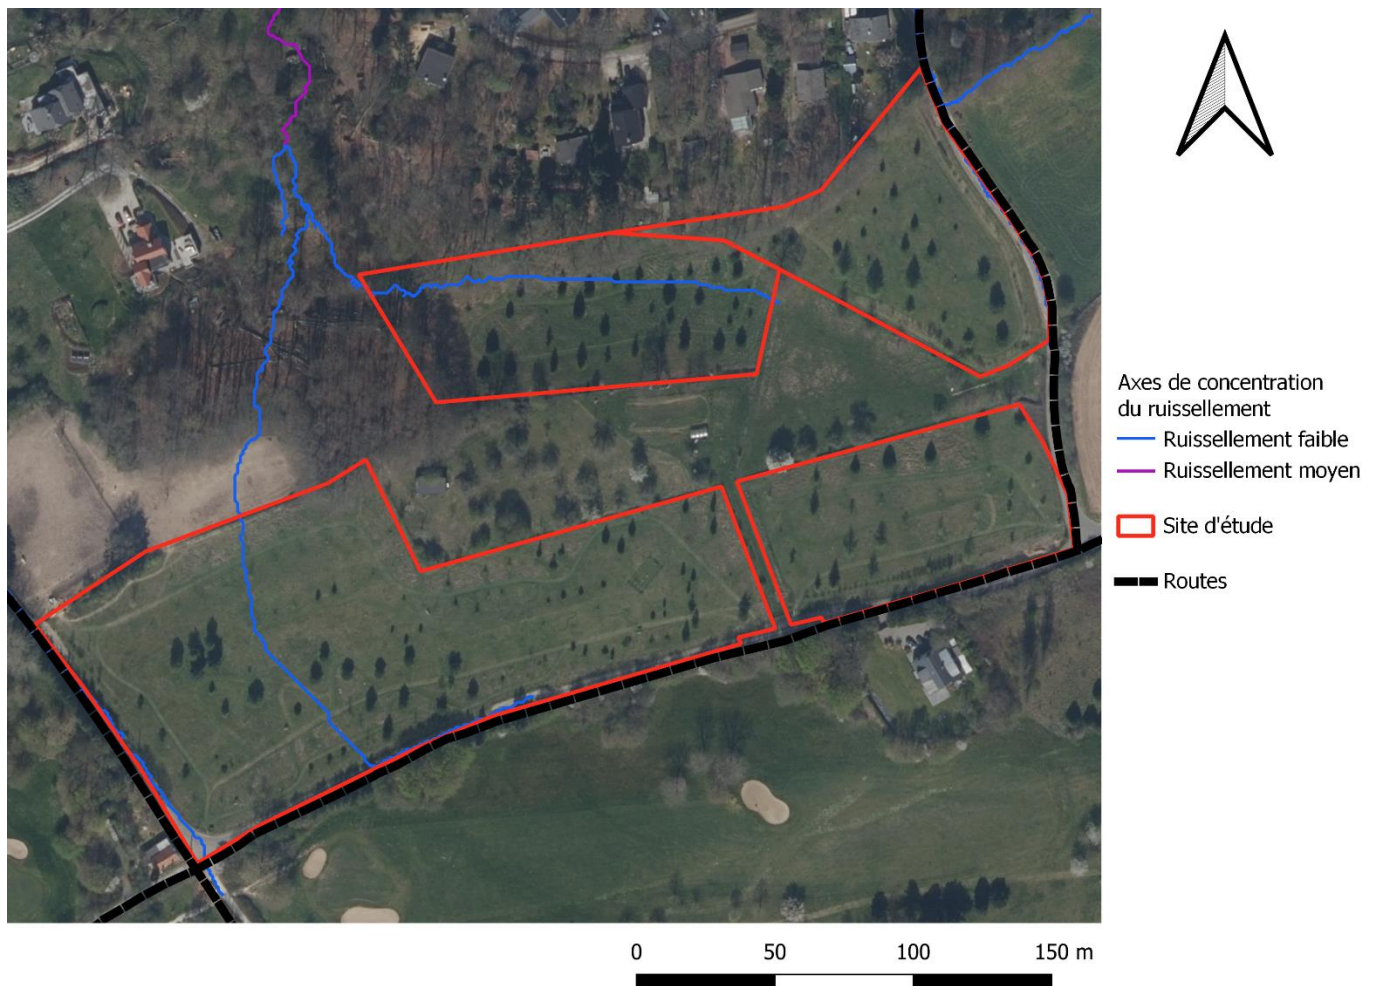 Axes de concentration
du ruissellement
Ruissellement faible
Ruissellement moyen
Site d'étude
Routes
0 50 100 150 m